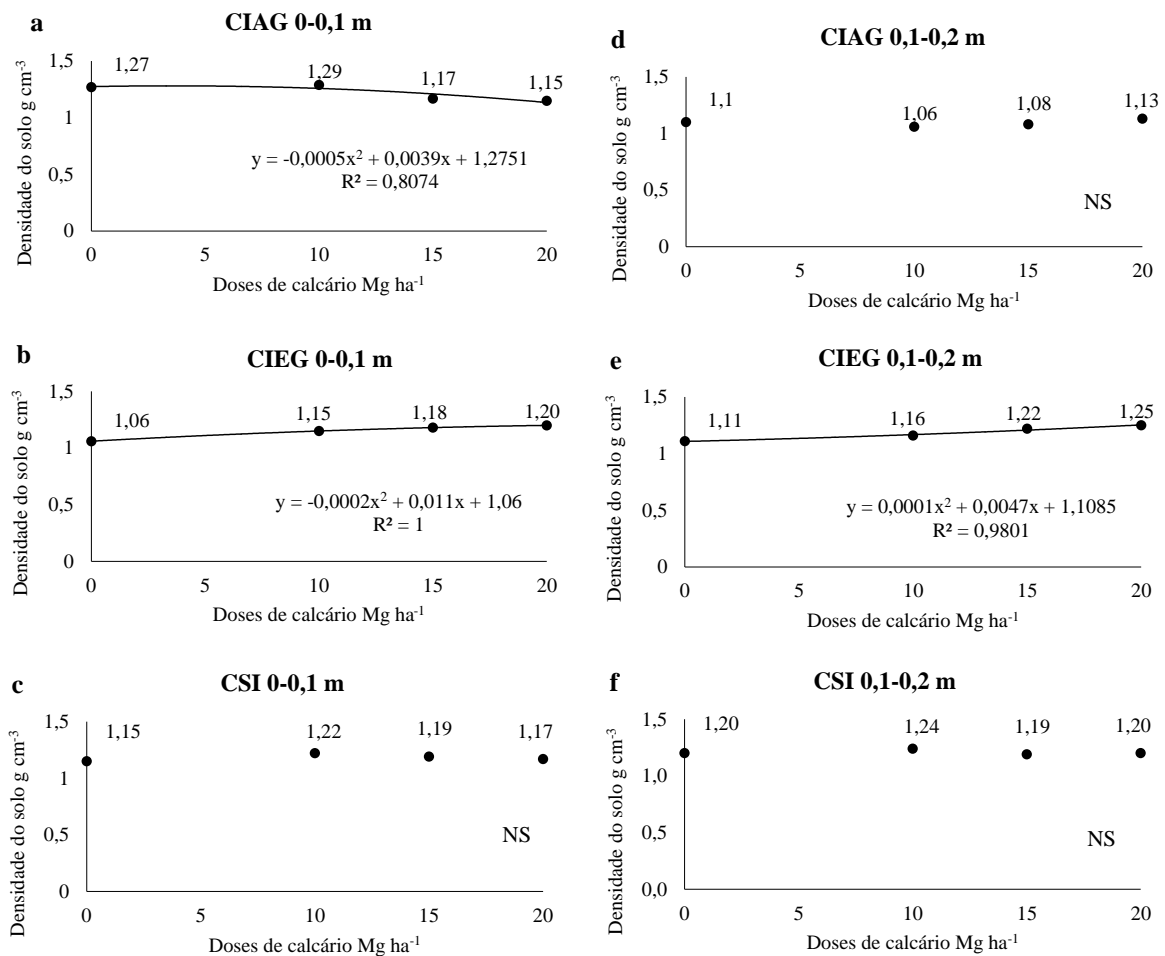 a
CIAG 0-0,1 m
Densidade do solo g cm⁻³
1,5
1
0,5
0
1,27
1,29
1,17
1,15
y = -0,0005x² + 0,0039x + 1,2751
R² = 0,8074
0 5 10 15 20
Doses de calcário Mg ha⁻¹
d
CIAG 0,1-0,2 m
Densidade do solo g cm⁻³
1,5
1
0,5
0
1,1
1,06
1,08
1,13
NS
0 5 10 15 20
Doses de calcário Mg ha⁻¹
b
CIEG 0-0,1 m
Densidade do solo g cm⁻³
1,5
1
0,5
0
1,06
1,15
1,18
1,20
y = -0,0002x² + 0,011x + 1,06
R² = 1
0 5 10 15 20
Doses de calcário Mg ha⁻¹
e
CIEG 0,1-0,2 m
Densidade do solo g cm⁻³
1,5
1
0,5
0
1,11
1,16
1,22
1,25
y = 0,0001x² + 0,0047x + 1,1085
R² = 0,9801
0 5 10 15 20
Doses de calcário Mg ha⁻¹
c
CSI 0-0,1 m
Densidade do solo g cm⁻³
1,5
1
0,5
0
1,15
1,22
1,19
1,17
NS
0 5 10 15 20
Doses de calcário Mg ha⁻¹
f
CSI 0,1-0,2 m
Densidade do solo g cm⁻³
1,5
1,0
0,5
0,0
1,20
1,24
1,19
1,20
NS
0 5 10 15 20
Doses de calcário Mg ha⁻¹